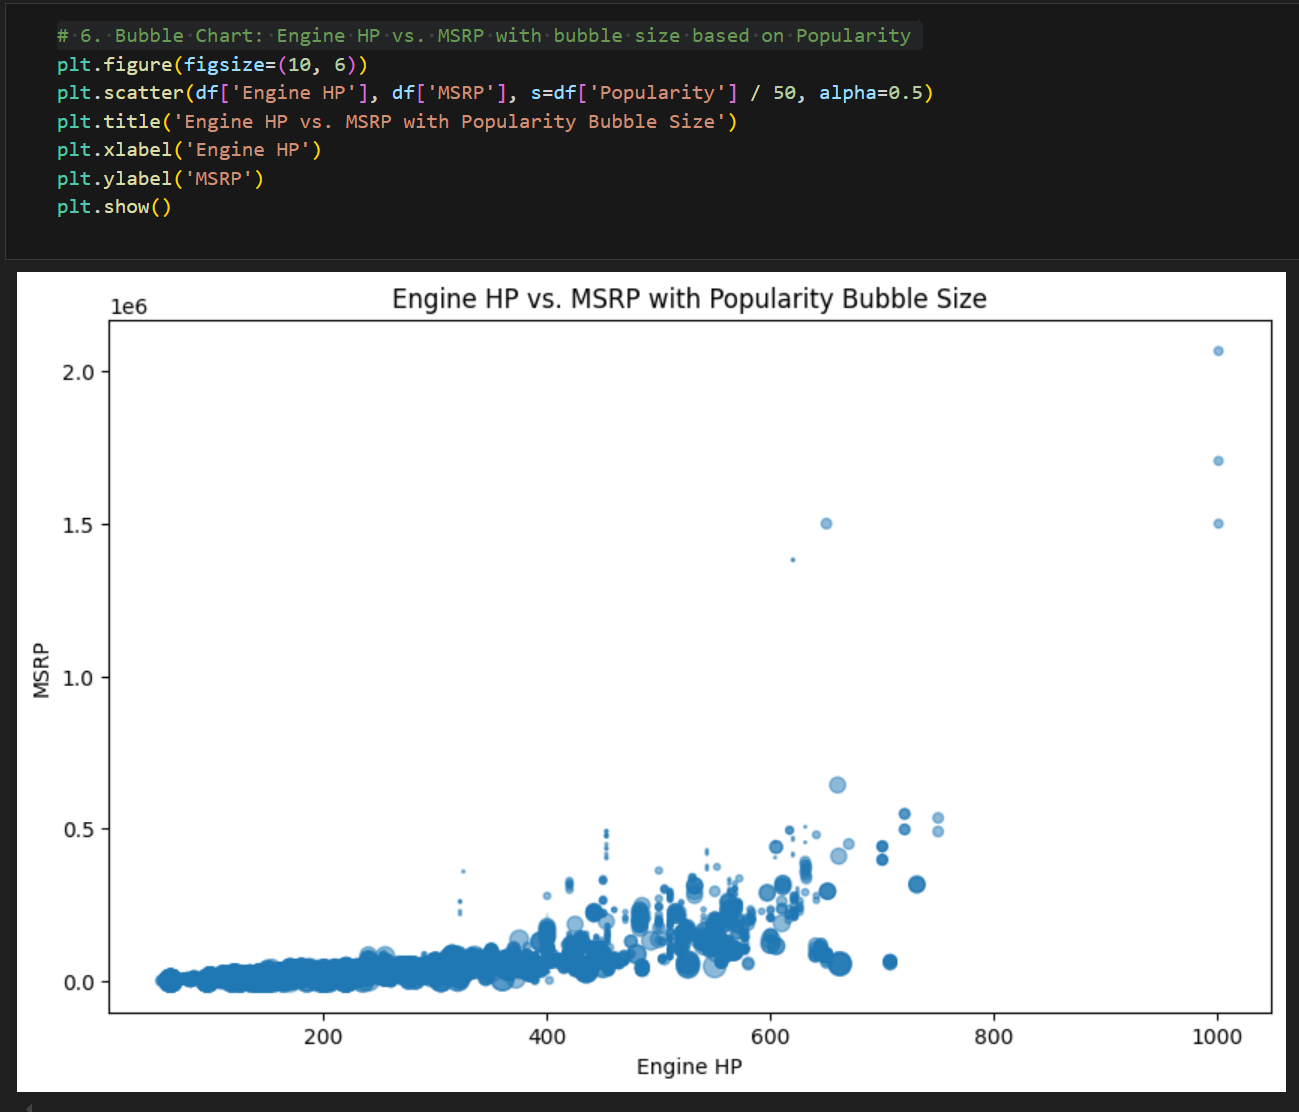 # 6. Bubble Chart: Engine HP vs. MSRP with bubble size based on Popularity
plt.figure(figsize=(10, 6))
plt.scatter(df['Engine HP'], df['MSRP'], s=df['Popularity'] / 50, alpha=0.5)
plt.title('Engine HP vs. MSRP with Popularity Bubble Size')
plt.xlabel('Engine HP')
plt.ylabel('MSRP')
plt.show()
Engine HP vs. MSRP with Popularity Bubble Size
1e6
2.0
1.5
1.0
0.5
0.0
MSRP
200 400 600 800 1000
Engine HP